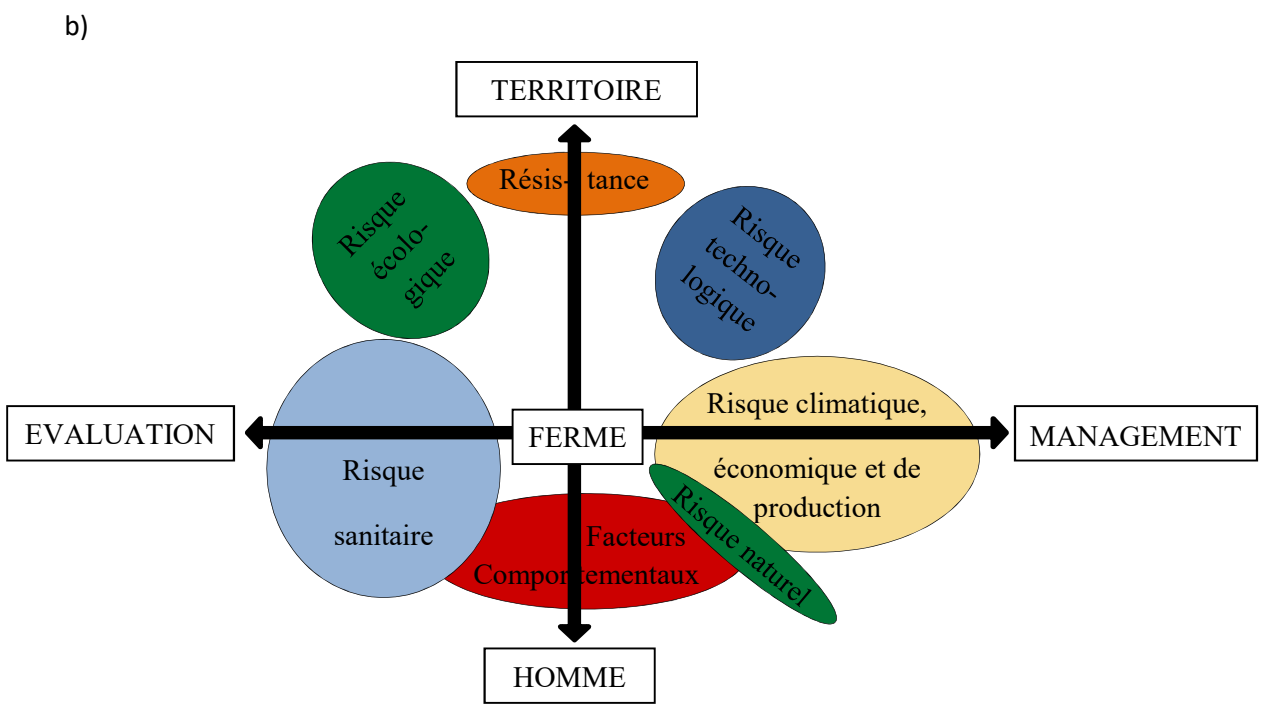 b)
TERRITOIRE
Résis- tance
Risque
écolo-
gique
Risque
techno-
logique
Risque climatique,
économique et de
production
EVALUATION
FERME
MANAGEMENT
Risque
sanitaire
Risque naturel
Facteurs
Comportementaux
HOMME